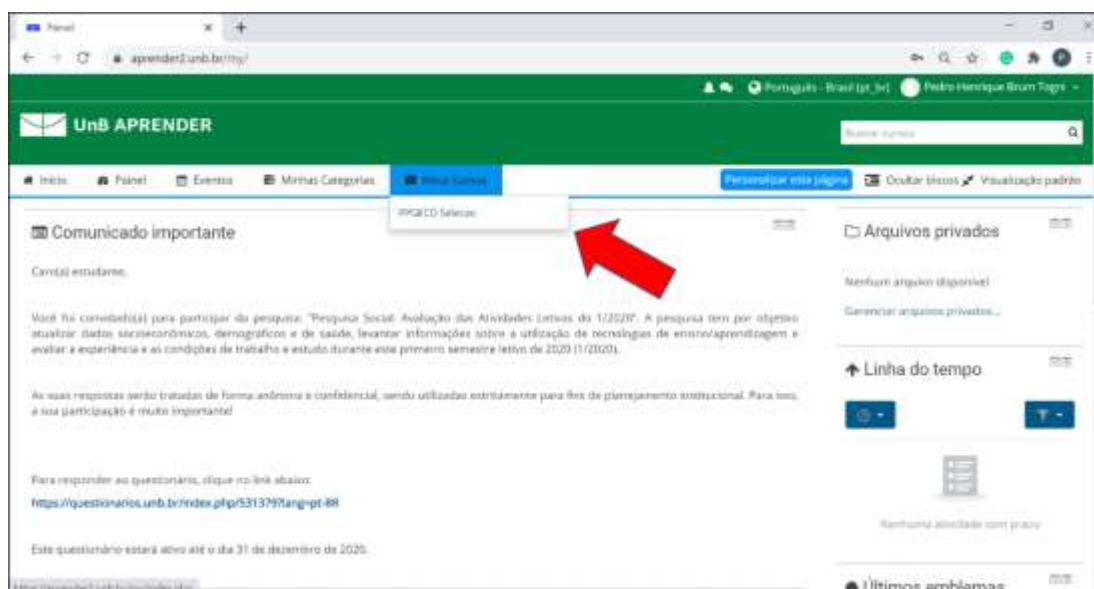 Painel
aprender2.unb.br/my/
Português - Brasil (pt_br) Pedro Henrique Brum Togni
UnB APRENDER
Buscar cursos
Início Painel Eventos Minhas Categorias Meus Cursos Personalizar esta página Ocultar blocos Visualização padrão
PPGECO Selecao
Comunicado importante
Caro(a) estudante,
Você foi convidado(a) para participar da pesquisa: "Pesquisa Social: Avaliação das Atividades Letivas do 1/2020". A pesquisa tem por objetivo
atualizar dados socioeconômicos, demográficos e de saúde, levantar informações sobre a utilização de tecnologias de ensino/aprendizagem e
avaliar a experiência e as condições de trabalho e estudo durante este primeiro semestre letivo de 2020 (1/2020).
As suas respostas serão tratadas de forma anônima e confidencial, sendo utilizadas estritamente para fins de planejamento institucional. Para isso,
a sua participação é muito importante!
Para responder ao questionário, clique no link abaixo:
https://questionarios.unb.br/index.php/531379?lang=pt-BR
Este questionário estará ativo até o dia 31 de dezembro de 2020.
Arquivos privados
Nenhum arquivo disponível
Gerenciar arquivos privados...
Linha do tempo
Nenhuma atividade com prazo
Últimos emblemas